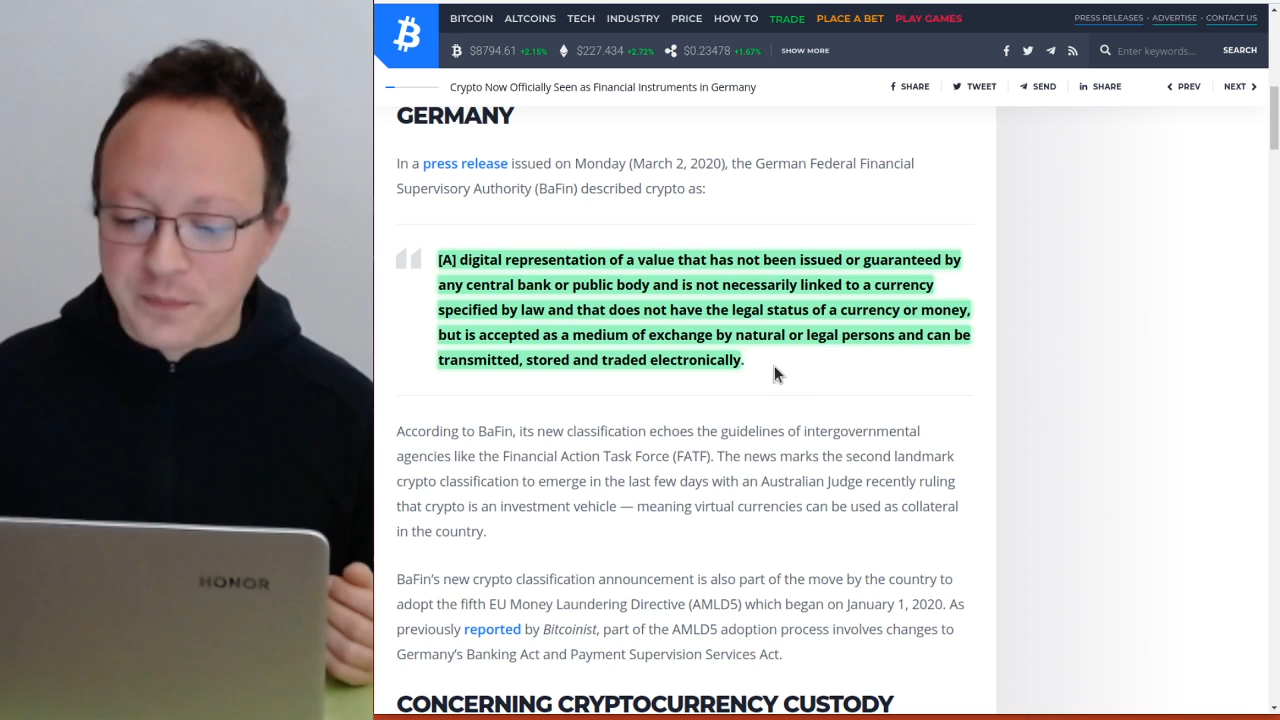 BITCOIN ALTCOINS TECH INDUSTRY PRICE HOW TO TRADE PLACE A BET PLAY GAMES PRESS RELEASES • ADVERTISE • CONTACT US
$8794.61 +2.15% $227.434 +2.72% $0.23478 +1.67% SHOW MORE Enter keywords... SEARCH
Crypto Now Officially Seen as Financial Instruments in Germany SHARE TWEET SEND SHARE PREV NEXT
GERMANY
In a press release issued on Monday (March 2, 2020), the German Federal Financial
Supervisory Authority (BaFin) described crypto as:
[A] digital representation of a value that has not been issued or guaranteed by
any central bank or public body and is not necessarily linked to a currency
specified by law and that does not have the legal status of a currency or money,
but is accepted as a medium of exchange by natural or legal persons and can be
transmitted, stored and traded electronically.
According to BaFin, its new classification echoes the guidelines of intergovernmental
agencies like the Financial Action Task Force (FATF). The news marks the second landmark
crypto classification to emerge in the last few days with an Australian Judge recently ruling
that crypto is an investment vehicle — meaning virtual currencies can be used as collateral
in the country.
BaFin's new crypto classification announcement is also part of the move by the country to
adopt the fifth EU Money Laundering Directive (AMLD5) which began on January 1, 2020. As
previously reported by Bitcoinist, part of the AMLD5 adoption process involves changes to
Germany's Banking Act and Payment Supervision Services Act.
CONCERNING CRYPTOCURRENCY CUSTODY
HONOR